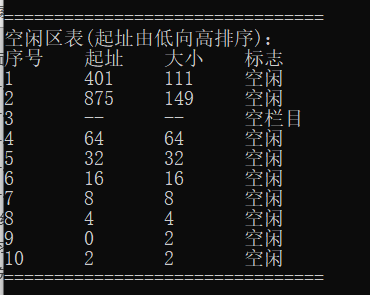 ================================
空闲区表(起址由低向高排序):
序号 起址 大小 标志
1 401 111 空闲
2 875 149 空闲
3 -- -- 空栏目
4 64 64 空闲
5 32 32 空闲
6 16 16 空闲
7 8 8 空闲
8 4 4 空闲
9 0 2 空闲
10 2 2 空闲
================================